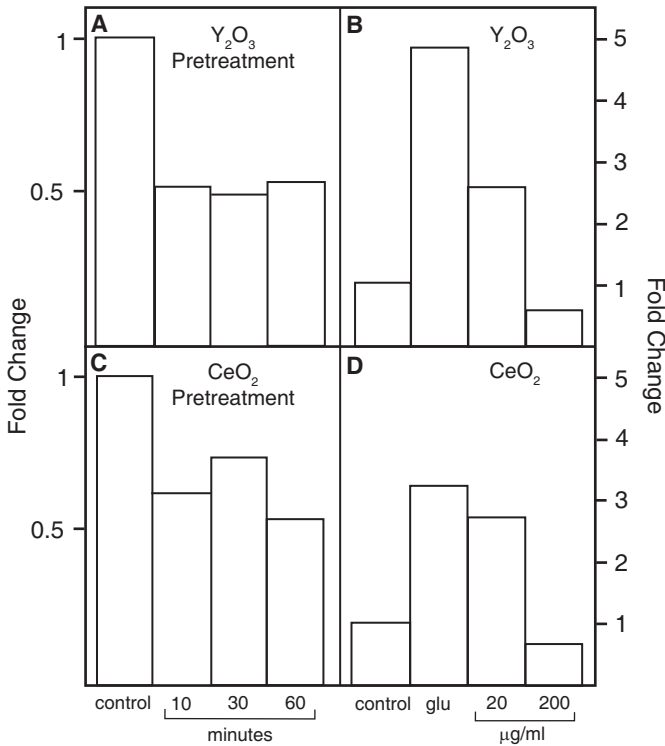 A
Y₂O₃
Pretreatment
1
0.5
B
Y₂O₃
5
4
3
2
1
Fold Change
Fold Change
C
CeO₂
Pretreatment
1
0.5
D
CeO₂
5
4
3
2
1
control 10 30 60
minutes
control glu 20 200
μg/ml